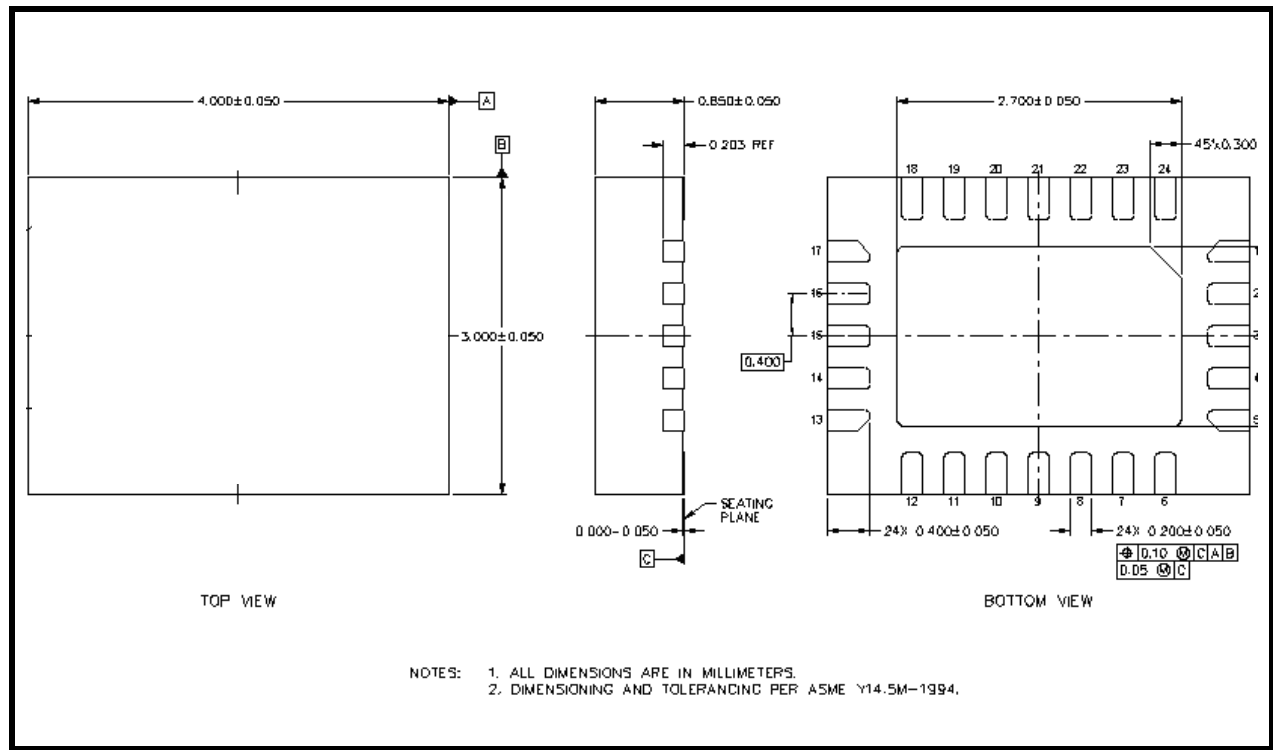 4.000±0.050
A
0.850±0.050
2.700±0.050
B
0.203 REF
45°x0.300
18 19 20 21 22 23 24
17
16
2
3.000±0.050
15
3
0.400
14
13
5
12 11 10 9 8 7 6
SEATING
PLANE
0.000-0.050
24X 0.400±0.050
24X 0.200±0.050
C
⌖ 0.10 Ⓜ C A B
0.05 Ⓜ C
TOP VIEW
BOTTOM VIEW
NOTES: 1. ALL DIMENSIONS ARE IN MILLIMETERS.
2. DIMENSIONING AND TOLERANCING PER ASME Y14.5M-1994.